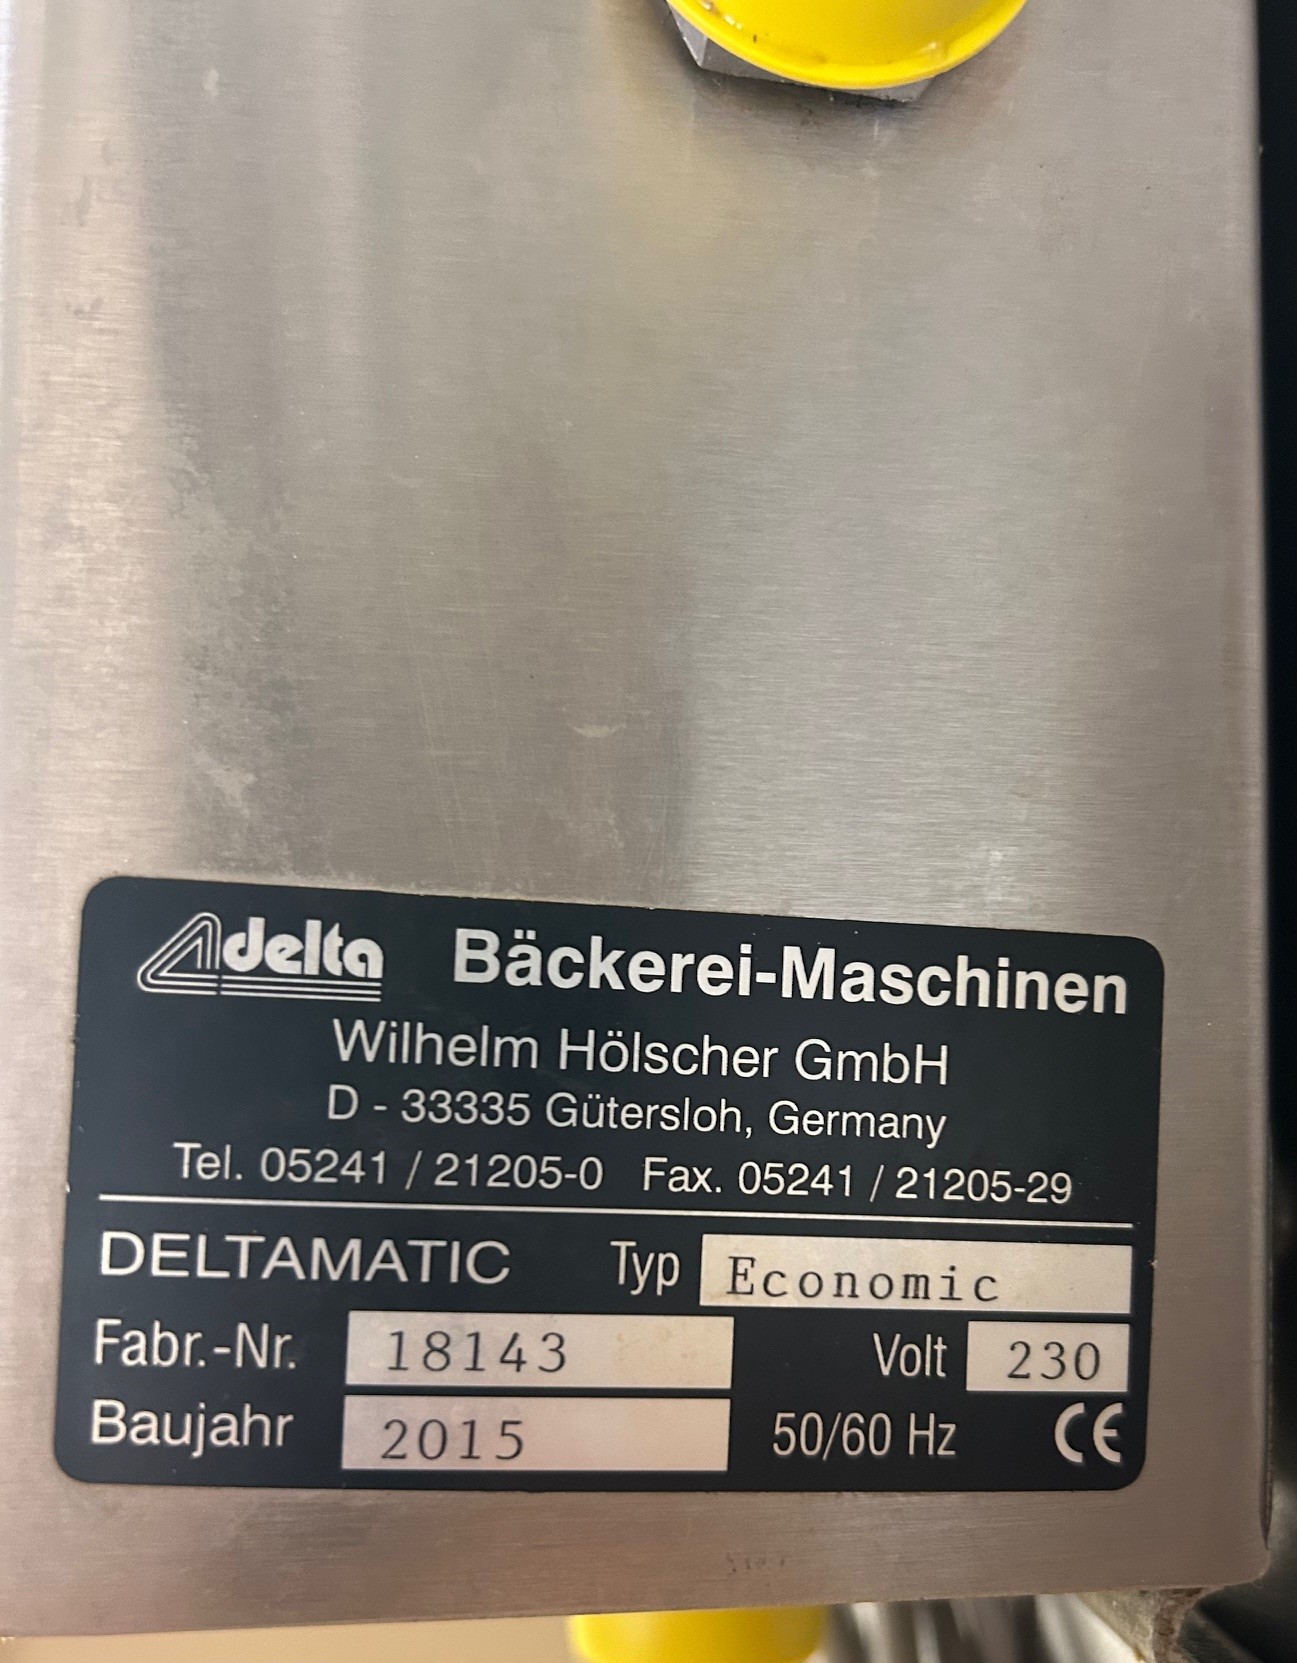 delta Bäckerei-Maschinen
Wilhelm Hölscher GmbH
D - 33335 Gütersloh, Germany
Tel. 05241 / 21205-0 Fax. 05241 / 21205-29
DELTAMATIC Typ Economic
Fabr.-Nr. 18143 Volt 230
Baujahr 2015 50/60 Hz CE